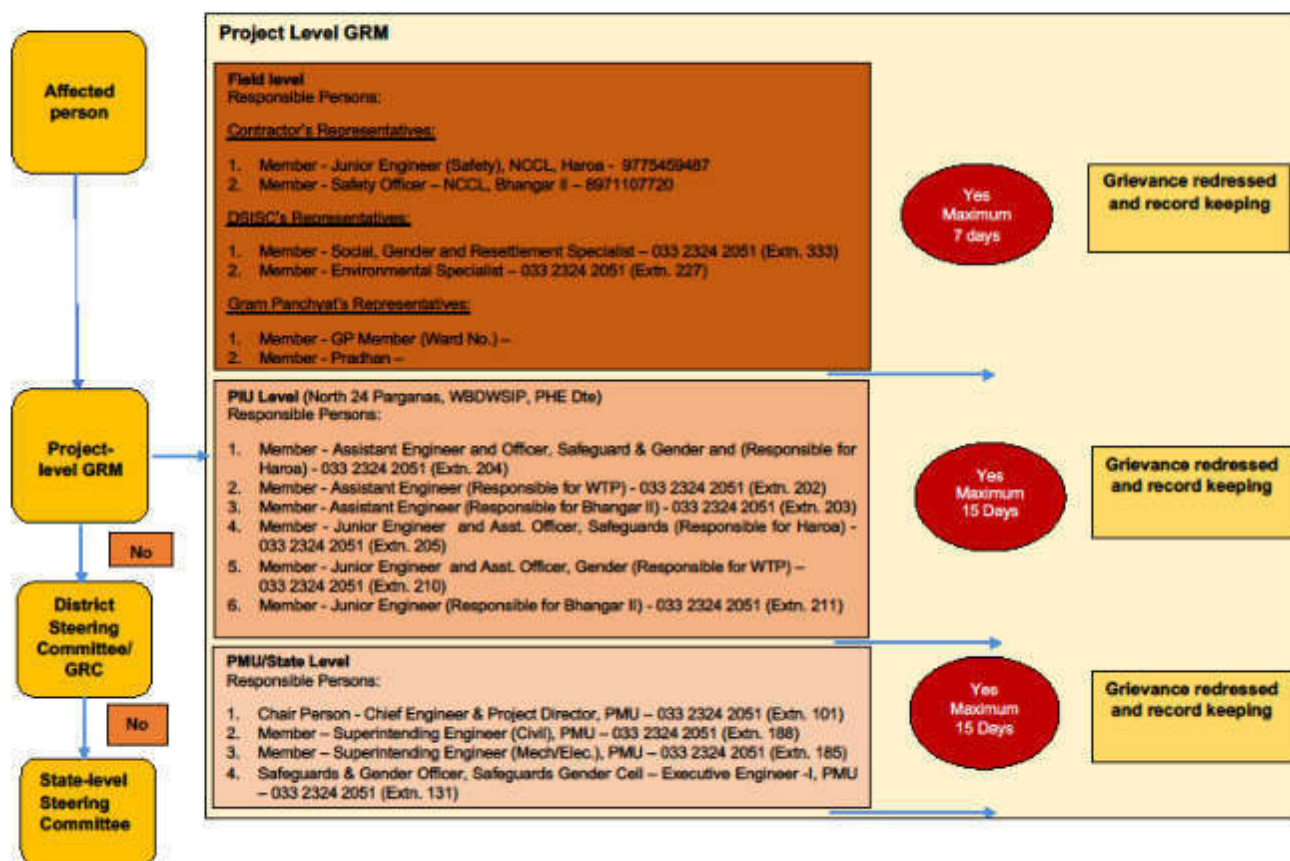 Affected
person
Project-
level GRM
No
District
Steering
Committee/
GRC
No
State-level
Steering
Committee
Project Level GRM
Field level
Responsible Persons:
Contractor's Representatives:
1. Member - Junior Engineer (Safety), NCCL, Haroa - 9775459487
2. Member - Safety Officer – NCCL, Bhangar II – 8971107720
DSISC's Representatives:
1. Member - Social, Gender and Resettlement Specialist – 033 2324 2051 (Extn. 333)
2. Member - Environmental Specialist – 033 2324 2051 (Extn. 227)
Gram Panchyat's Representatives:
1. Member - GP Member (Ward No.) –
2. Member - Pradhan –
Yes
Maximum
7 days
Grievance redressed
and record keeping
PIU Level (North 24 Parganas, WBDWSIP, PHE Dte)
Responsible Persons:
1. Member - Assistant Engineer and Officer, Safeguard & Gender and (Responsible for
Haroa) - 033 2324 2051 (Extn. 204)
2. Member - Assistant Engineer (Responsible for WTP) - 033 2324 2051 (Extn. 202)
3. Member - Assistant Engineer (Responsible for Bhangar II) - 033 2324 2051 (Extn. 203)
4. Member - Junior Engineer and Asst. Officer, Safeguards (Responsible for Haroa) -
033 2324 2051 (Extn. 205)
5. Member - Junior Engineer and Asst. Officer, Gender (Responsible for WTP) –
033 2324 2051 (Extn. 210)
6. Member - Junior Engineer (Responsible for Bhangar II) - 033 2324 2051 (Extn. 211)
Yes
Maximum
15 Days
Grievance redressed
and record keeping
PMU/State Level
Responsible Persons:
1. Chair Person - Chief Engineer & Project Director, PMU – 033 2324 2051 (Extn. 101)
2. Member – Superintending Engineer (Civil), PMU – 033 2324 2051 (Extn. 188)
3. Member – Superintending Engineer (Mech/Elec.), PMU – 033 2324 2051 (Extn. 185)
4. Safeguards & Gender Officer, Safeguards Gender Cell – Executive Engineer -I, PMU
– 033 2324 2051 (Extn. 131)
Yes
Maximum
15 Days
Grievance redressed
and record keeping